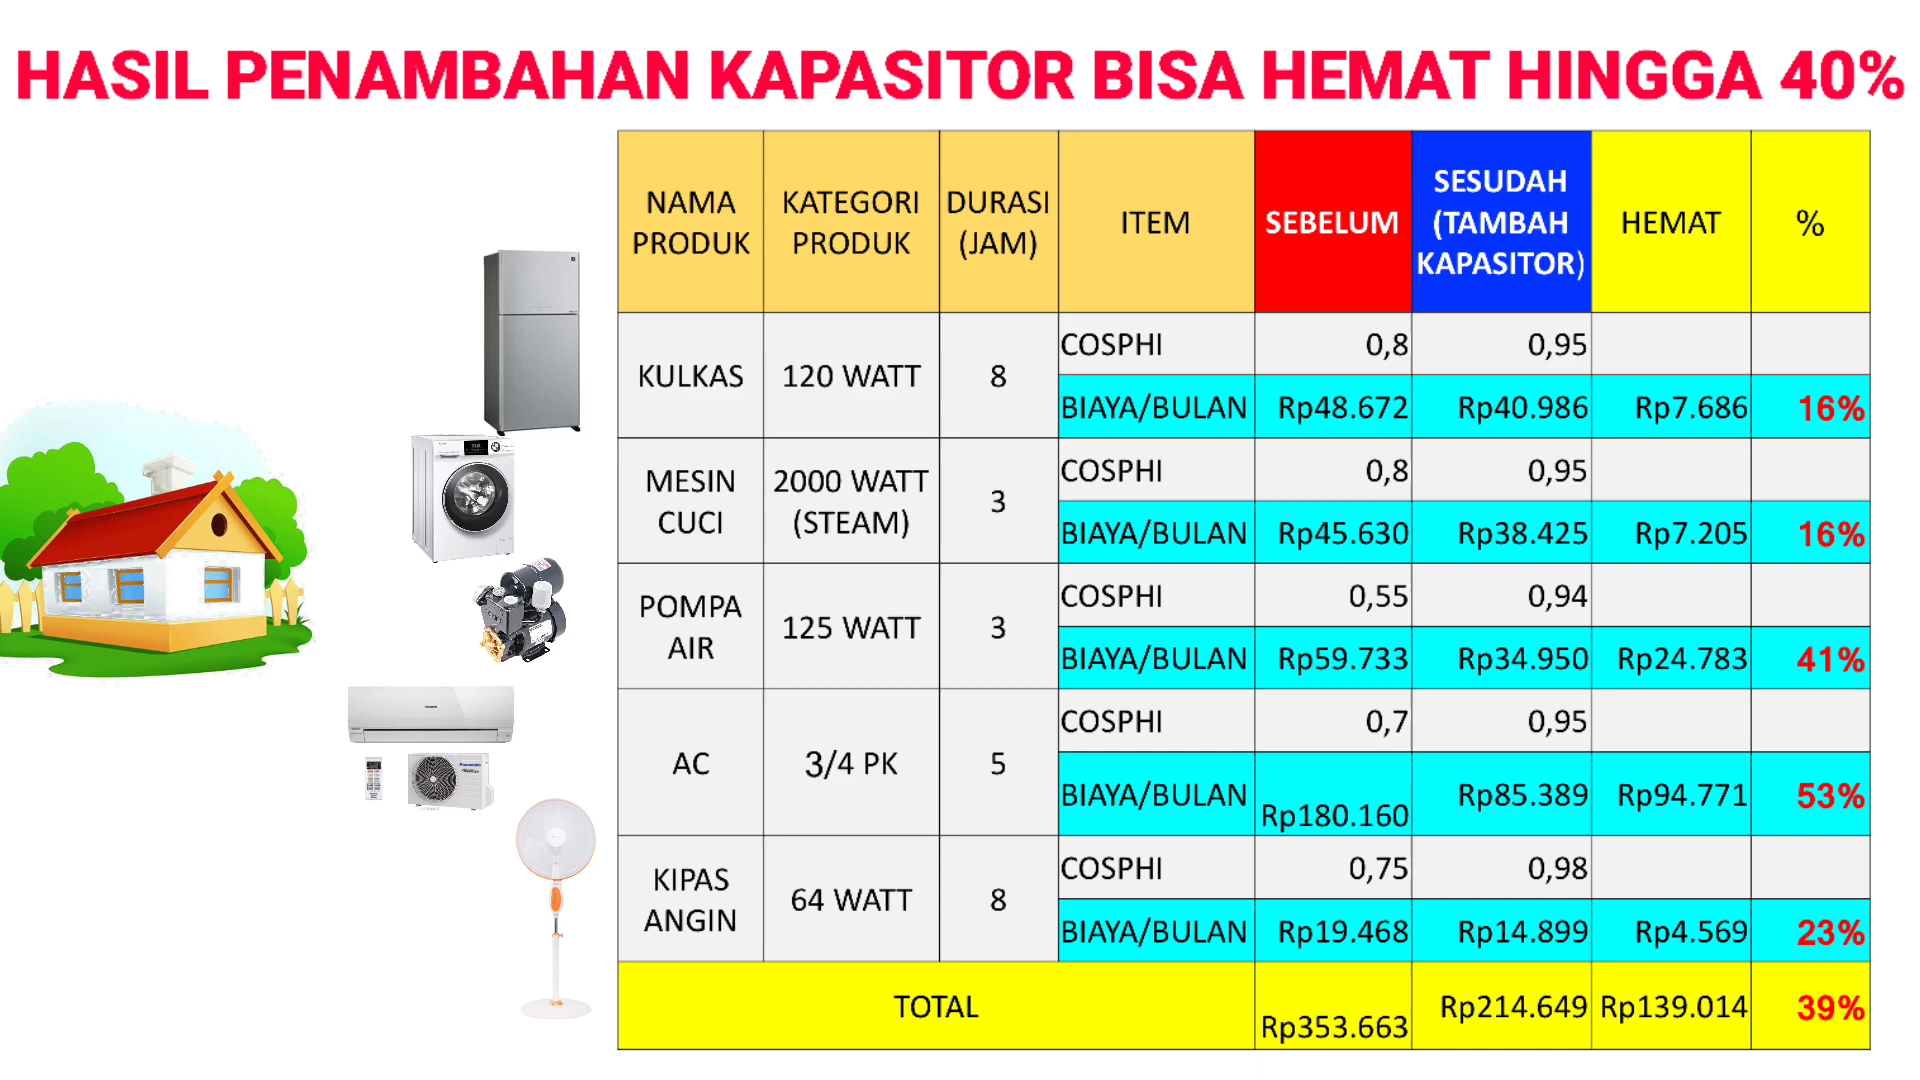 HASIL PENAMBAHAN KAPASITOR BISA HEMAT HINGGA 40%
NAMA PRODUK
KATEGORI PRODUK
DURASI (JAM)
ITEM
SEBELUM
SESUDAH (TAMBAH KAPASITOR)
HEMAT
%
KULKAS
120 WATT
8
COSPHI 0,8 0,95
BIAYA/BULAN Rp48.672 Rp40.986 Rp7.686 16%
MESIN CUCI
2000 WATT (STEAM)
3
COSPHI 0,8 0,95
BIAYA/BULAN Rp45.630 Rp38.425 Rp7.205 16%
POMPA AIR
125 WATT
3
COSPHI 0,55 0,94
BIAYA/BULAN Rp59.733 Rp34.950 Rp24.783 41%
AC
3/4 PK
5
COSPHI 0,7 0,95
BIAYA/BULAN Rp180.160 Rp85.389 Rp94.771 53%
KIPAS ANGIN
64 WATT
8
COSPHI 0,75 0,98
BIAYA/BULAN Rp19.468 Rp14.899 Rp4.569 23%
TOTAL Rp353.663 Rp214.649 Rp139.014 39%
Panasonic